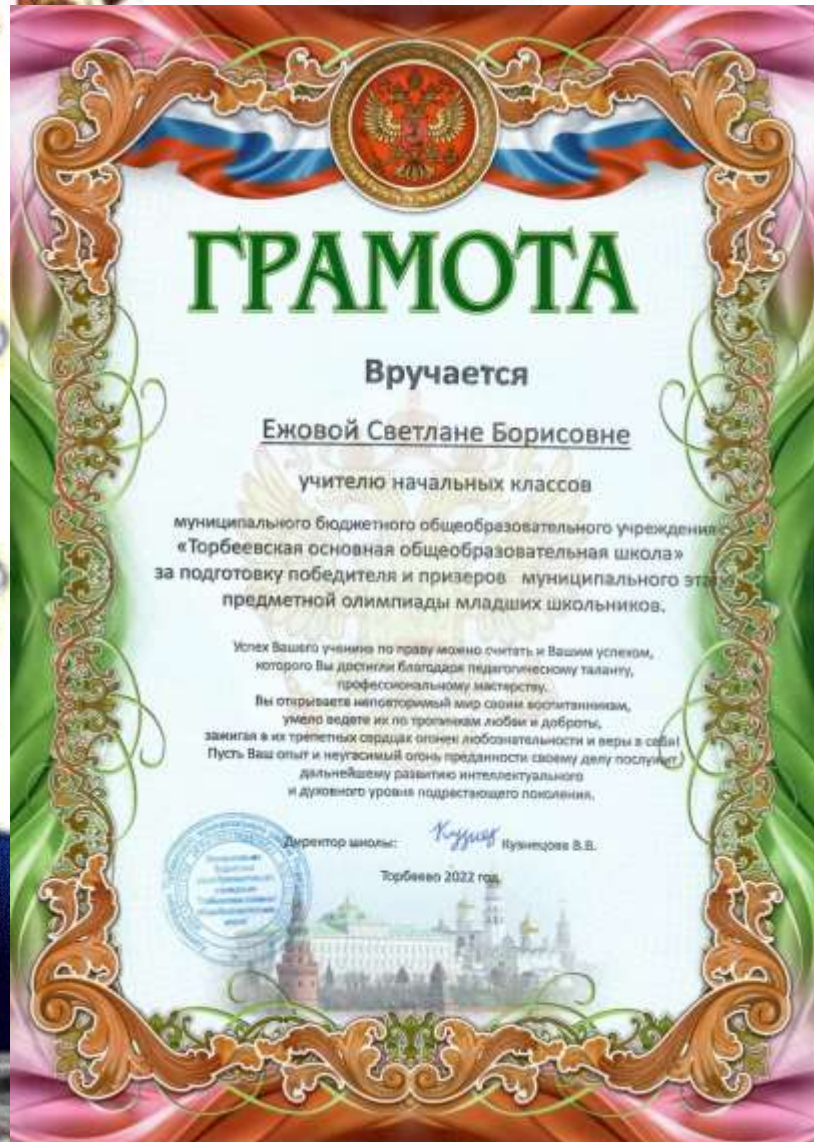 ГРАМОТА
Вручается
Ежовой Светлане Борисовне
учителю начальных классов
муниципального бюджетного общеобразовательного учреждения
«Торбеевская основная общеобразовательная школа»
за подготовку победителя и призеров муниципального этапа
предметной олимпиады младших школьников.
Успех Вашего ученика по праву можно считать и Вашим успехом,
которого Вы достигли благодаря педагогическому таланту,
профессиональному мастерству.
Вы открываете неповторимый мир своим воспитанникам,
умело ведете их по тропинкам любви и доброты,
зажигая в их трепетных сердцах огонек любознательности и веры в себя!
Пусть Ваш опыт и неугасимый огонь преданности своему делу послужит
дальнейшему развитию интеллектуального
и духовного уровня подрастающего поколения.
Директор школы: Кузнецова В.В.
Торбеево 2022 год